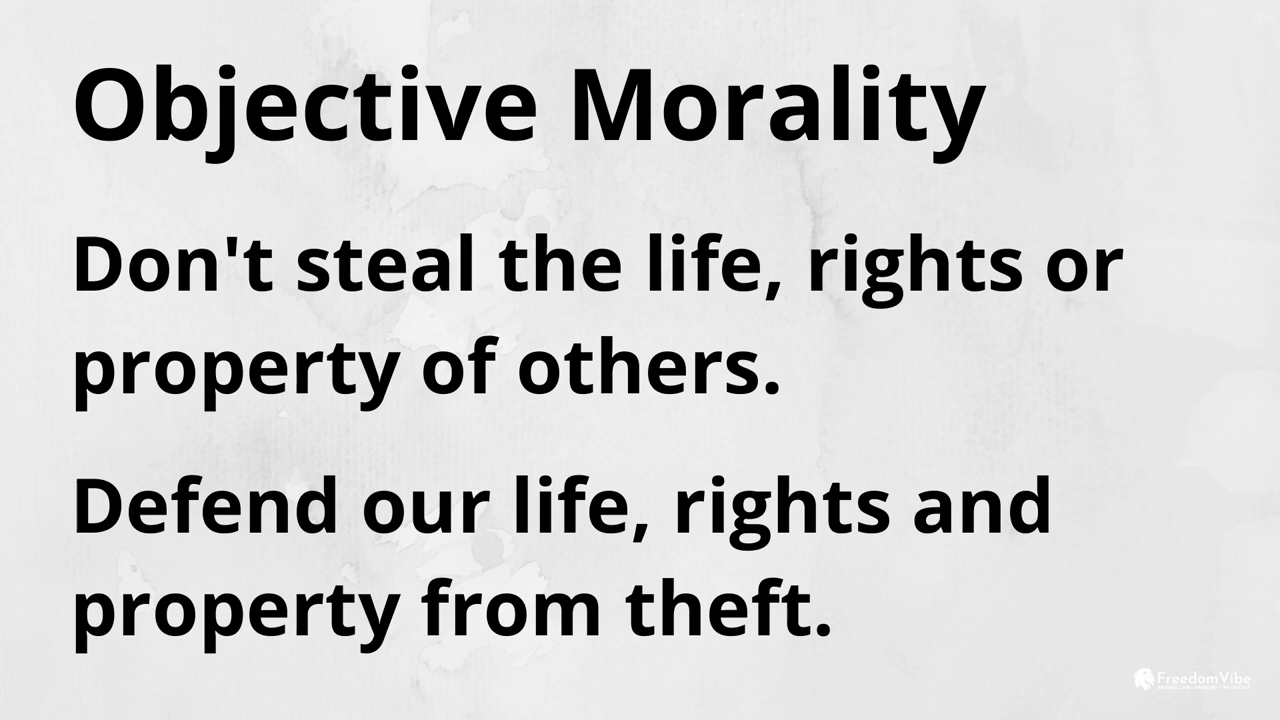 Objective Morality
Don't steal the life, rights or
property of others.
Defend our life, rights and
property from theft.
FreedomVibe